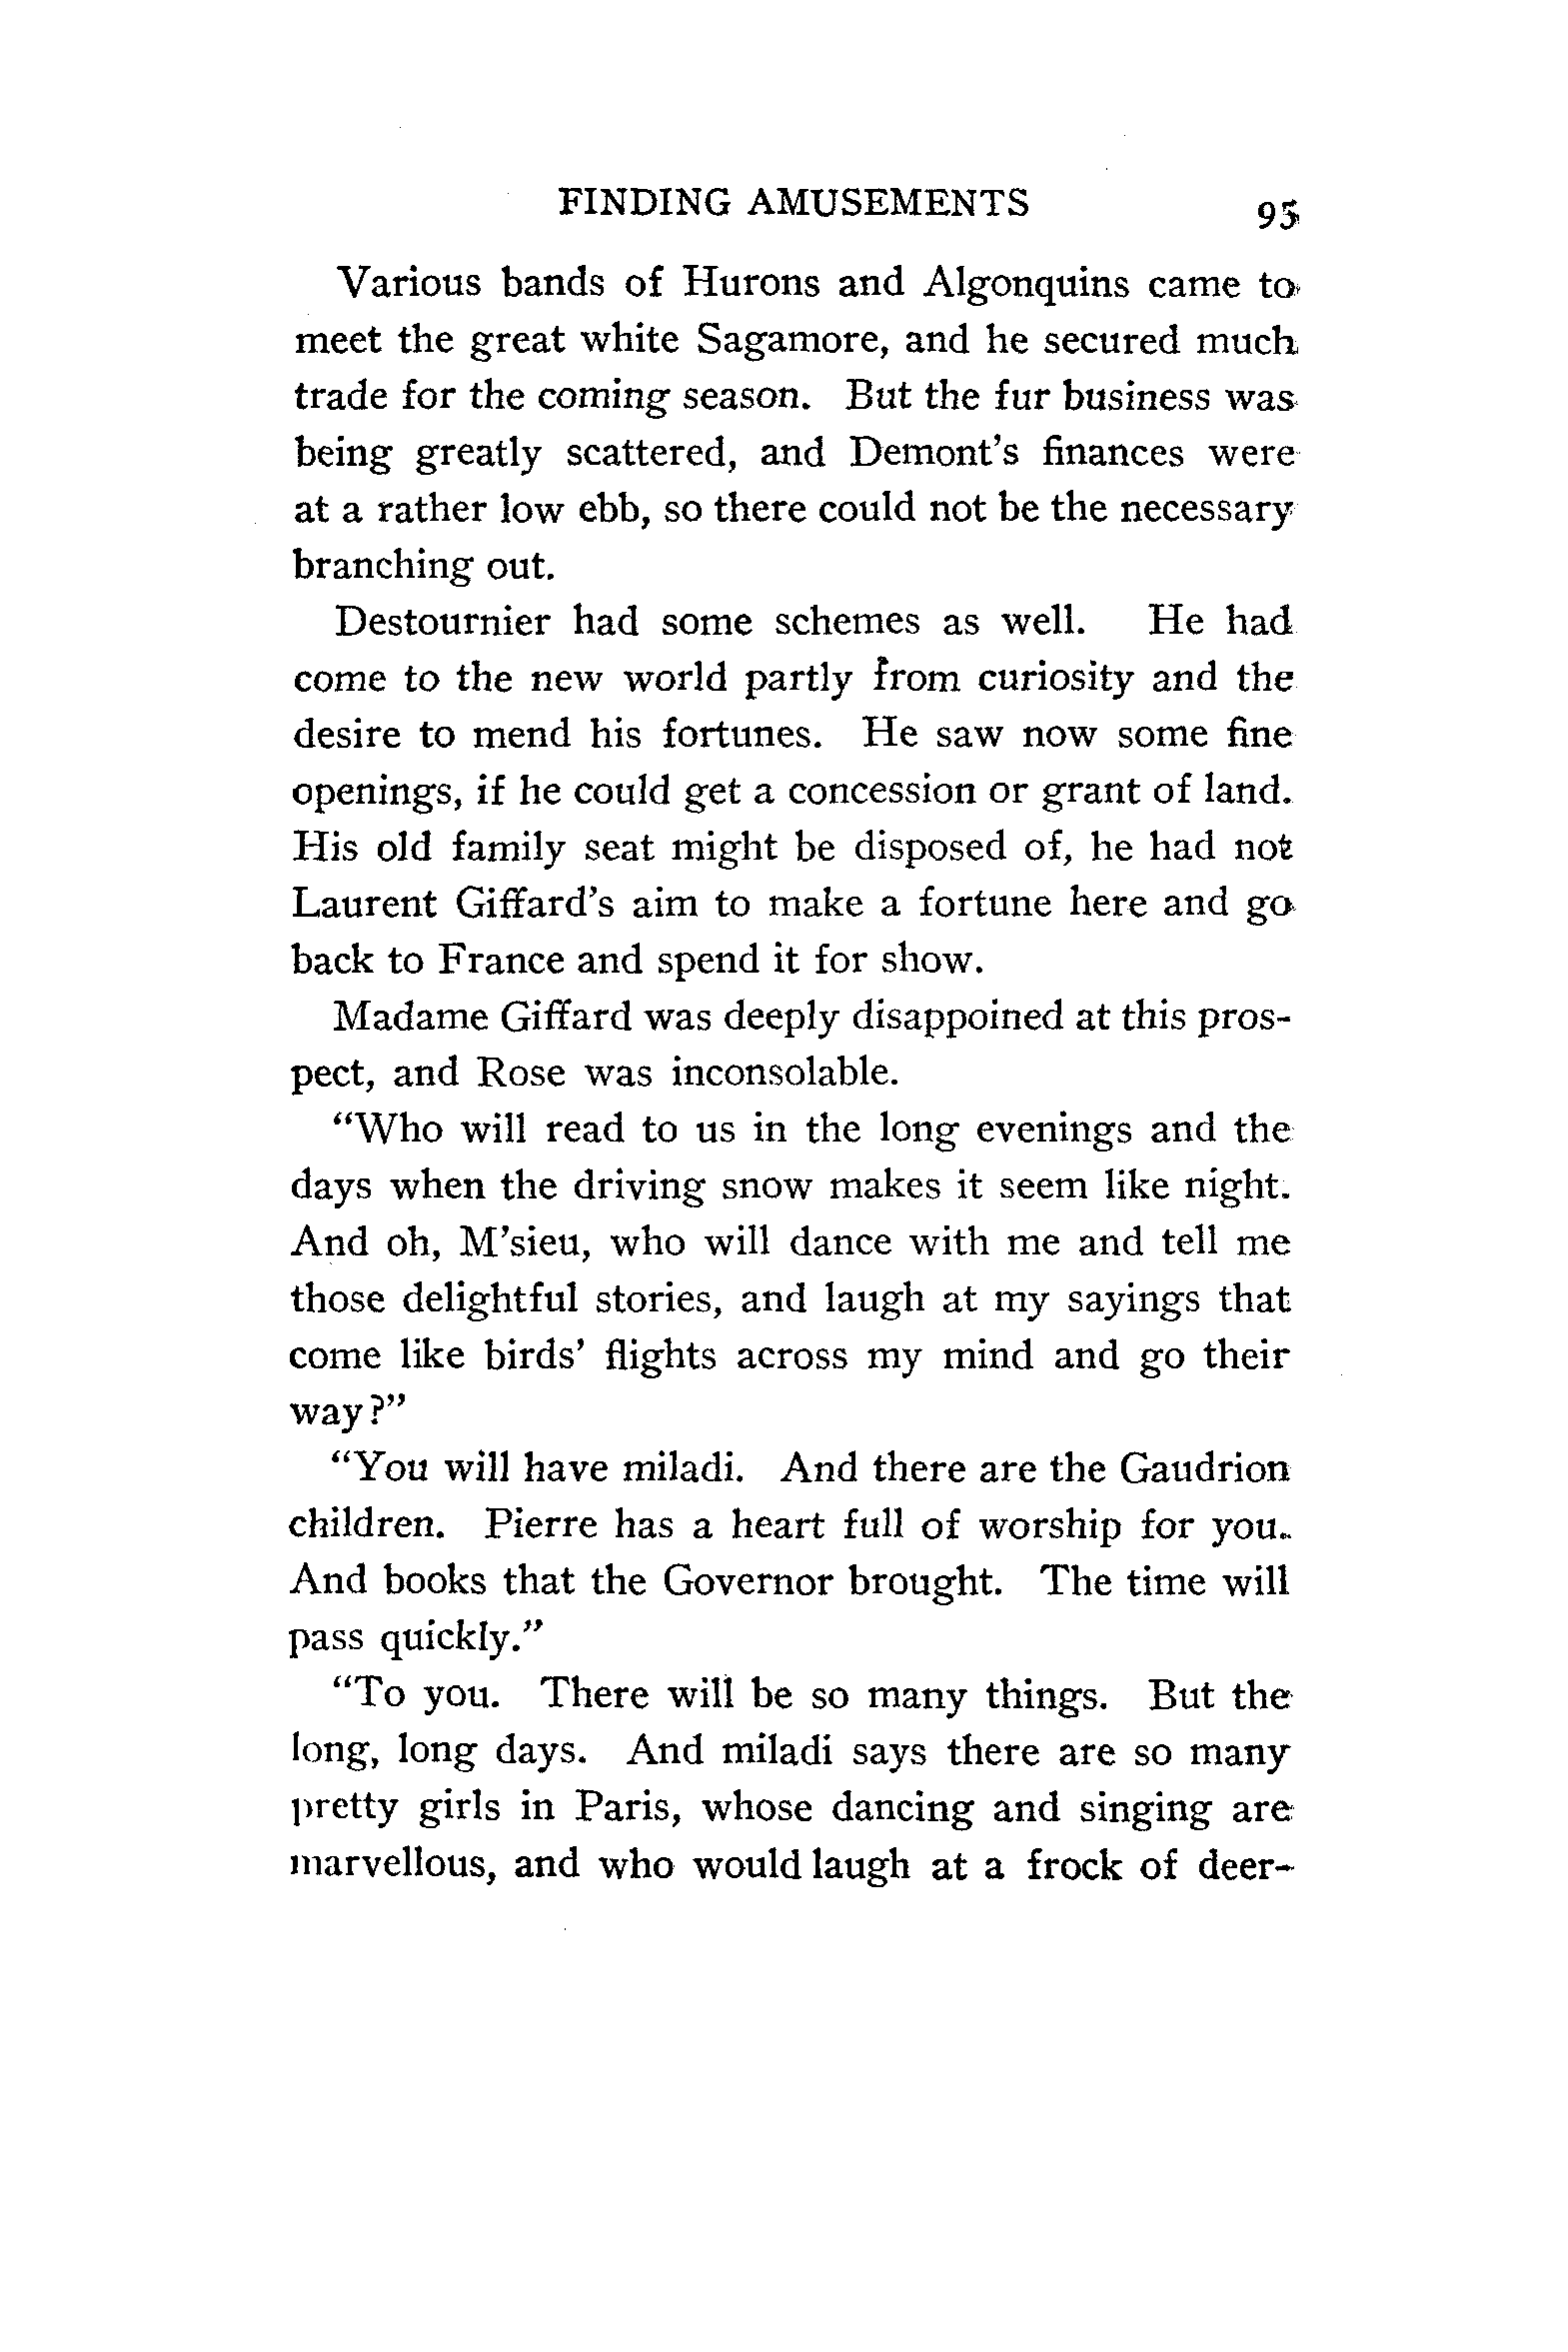 FINDING AMUSEMENTS 95
Various bands of Hurons and Algonquins came to
meet the great white Sagamore, and he secured much
trade for the coming season. But the fur business was
being greatly scattered, and Demont's finances were
at a rather low ebb, so there could not be the necessary
branching out.
Destournier had some schemes as well. He had
come to the new world partly from curiosity and the
desire to mend his fortunes. He saw now some fine
openings, if he could get a concession or grant of land.
His old family seat might be disposed of, he had not
Laurent Giffard's aim to make a fortune here and go
back to France and spend it for show.
Madame Giffard was deeply disappoined at this pros-
pect, and Rose was inconsolable.
"Who will read to us in the long evenings and the
days when the driving snow makes it seem like night.
And oh, M'sieu, who will dance with me and tell me
those delightful stories, and laugh at my sayings that
come like birds' flights across my mind and go their
way?"
"You will have miladi. And there are the Gaudrion
children. Pierre has a heart full of worship for you.
And books that the Governor brought. The time will
pass quickly."
"To you. There will be so many things. But the
long, long days. And miladi says there are so many
pretty girls in Paris, whose dancing and singing are
marvellous, and who would laugh at a frock of deer-